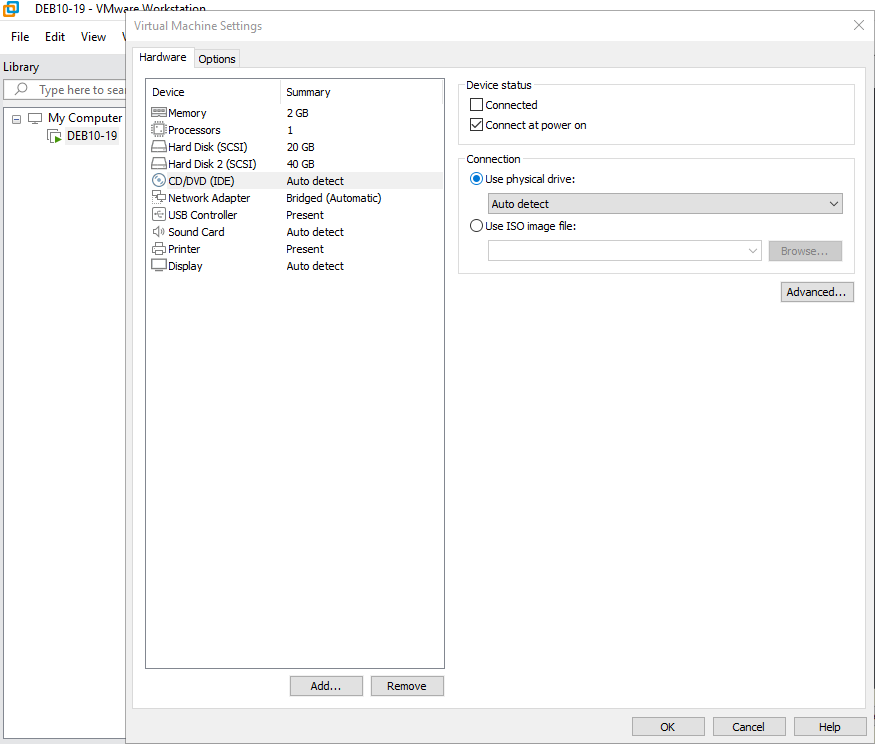 DEB10-19 - VMware Workstation
Virtual Machine Settings
File Edit View
Library
Type here to sea
My Computer
DEB10-19
Hardware Options
Device Summary
Memory 2 GB
Processors 1
Hard Disk (SCSI) 20 GB
Hard Disk 2 (SCSI) 40 GB
CD/DVD (IDE) Auto detect
Network Adapter Bridged (Automatic)
USB Controller Present
Sound Card Auto detect
Printer Present
Display Auto detect
Add... Remove
Device status
Connected
Connect at power on
Connection
Use physical drive:
Auto detect
Use ISO image file:
Browse...
Advanced...
OK Cancel Help